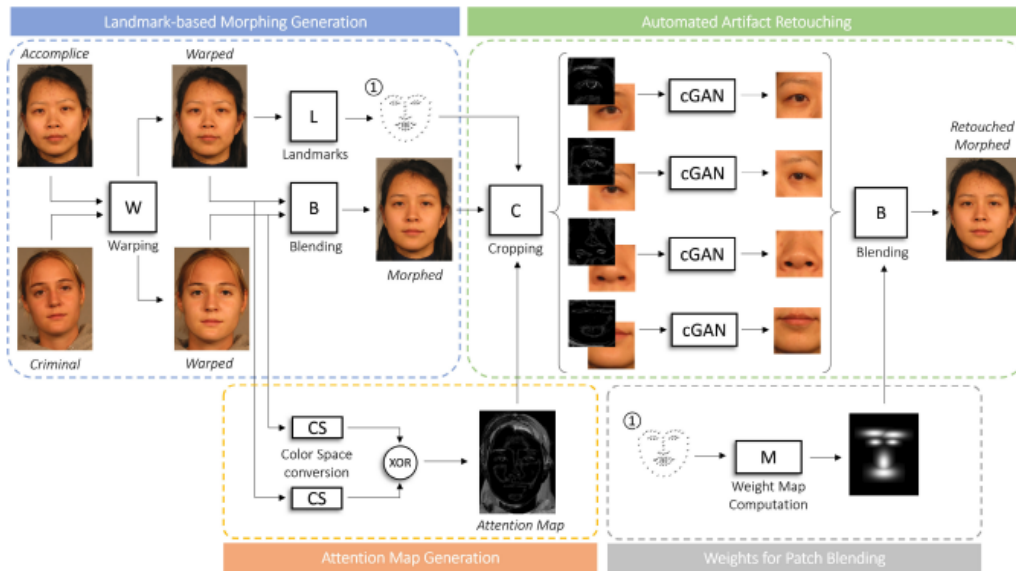 Landmark-based Morphing Generation
Automated Artifact Retouching
Accomplice
Warped
①
L
Landmarks
W
Warping
B
Blending
Morphed
Criminal
Warped
C
Cropping
cGAN
cGAN
cGAN
cGAN
B
Blending
Retouched
Morphed
CS
Color Space
conversion
XOR
CS
Attention Map
①
M
Weight Map
Computation
Attention Map Generation
Weights for Patch Blending